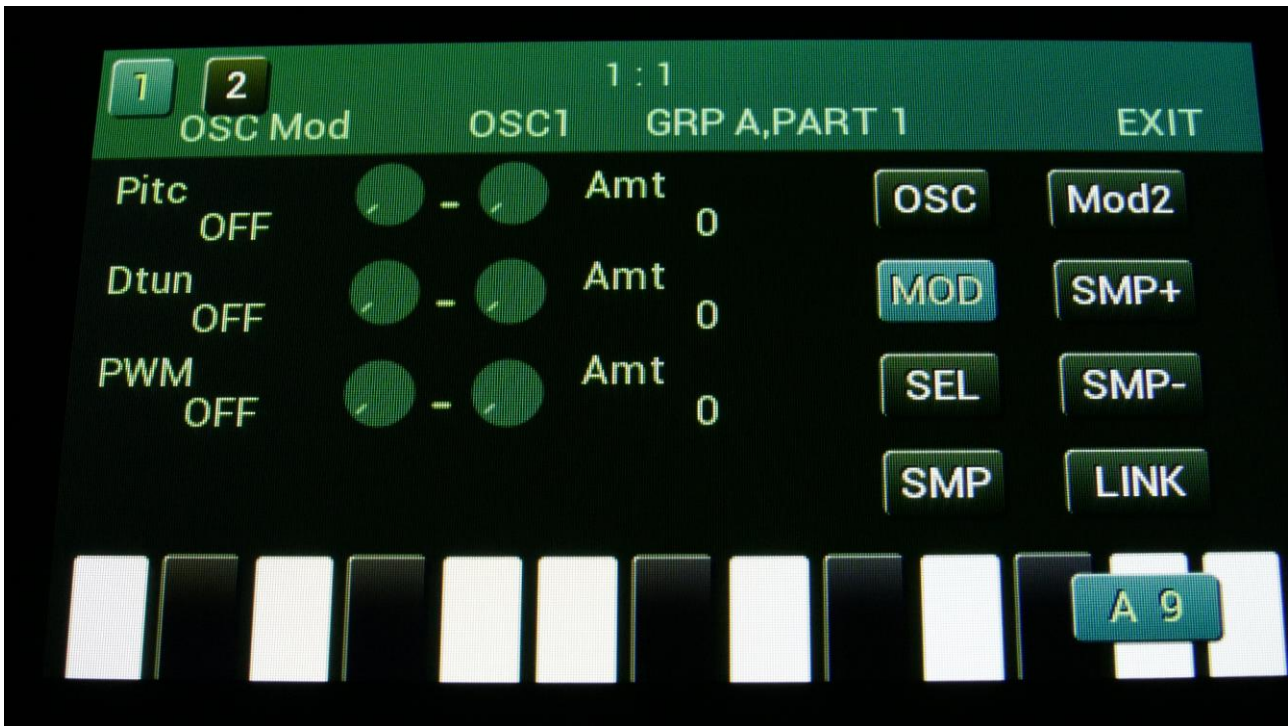 1 2 1 : 1
OSC Mod OSC1 GRP A,PART 1 EXIT
Pitc - Amt OSC Mod2
OFF 0
Dtun - Amt MOD SMP+
OFF 0
PWM - Amt SEL SMP-
OFF 0
SMP LINK
A 9